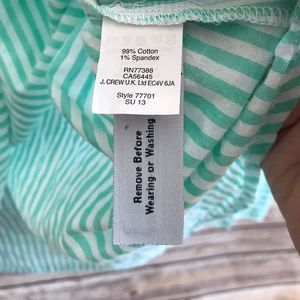 99% Cotton
1% Spandex
RN77388
CA56445
J. CREW U.K. Ltd EC4V 6JA
Style 77701
SU 13
Remove Before
Wearing or Washing